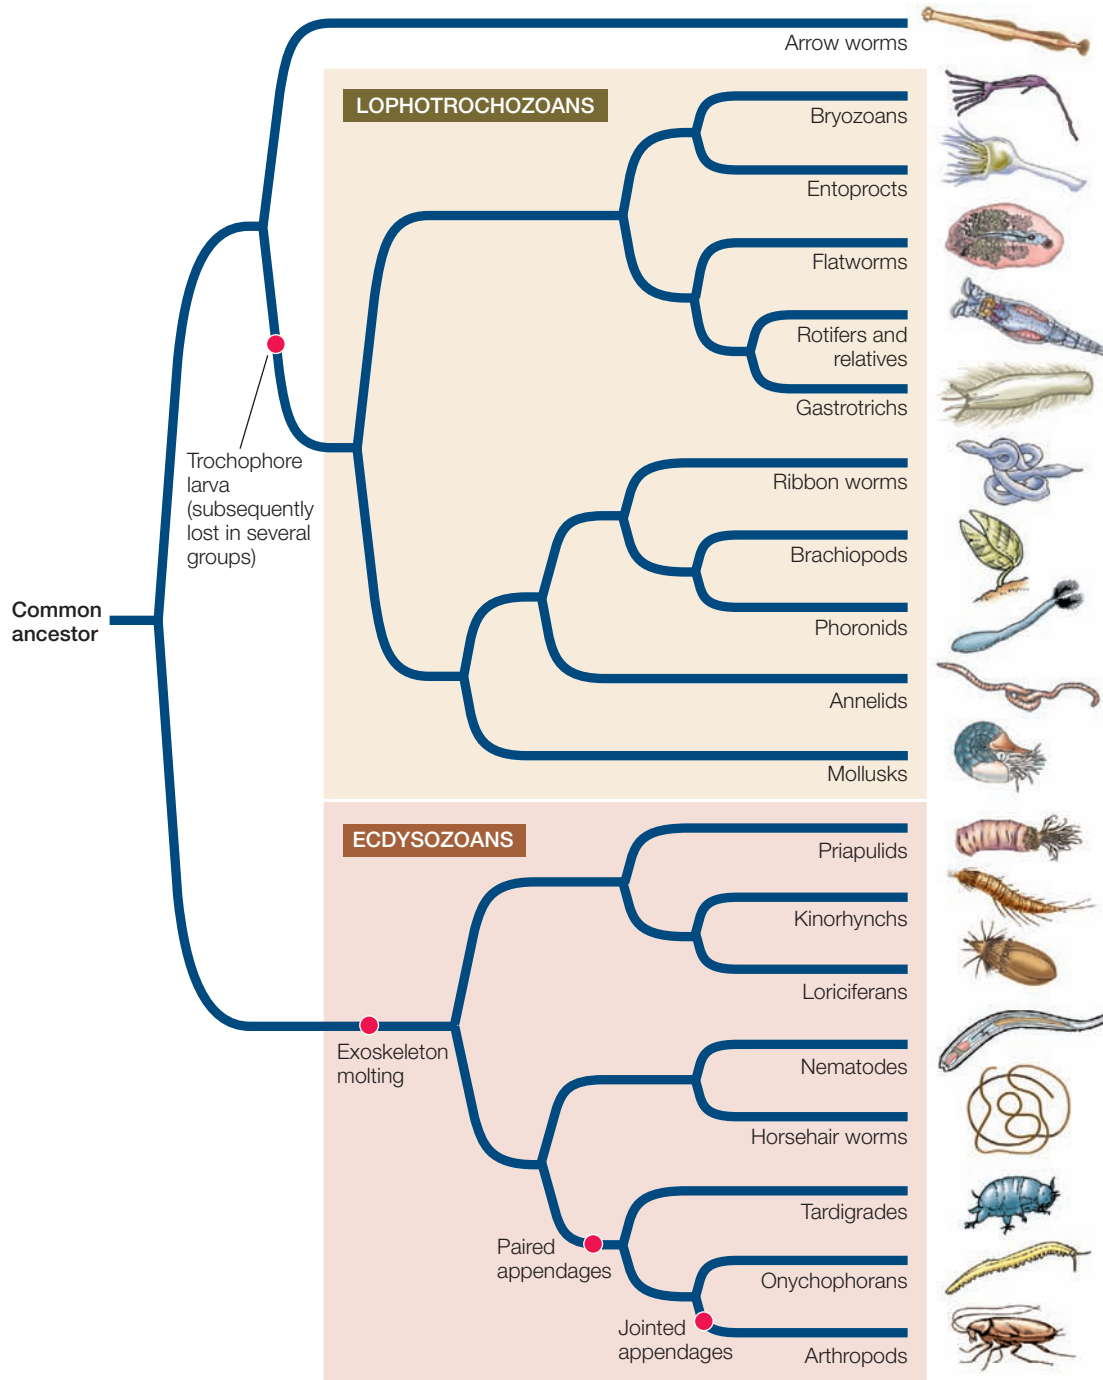 Arrow worms
LOPHOTROCHOZOANS
Bryozoans
Entoprocts
Flatworms
Rotifers and
relatives
Gastrotrichs
Trochophore
larva
(subsequently
lost in several
groups)
Ribbon worms
Brachiopods
Common
ancestor
Phoronids
Annelids
Mollusks
ECDYSOZOANS
Priapulids
Kinorhynchs
Loriciferans
Exoskeleton
molting
Nematodes
Horsehair worms
Tardigrades
Paired
appendages
Onychophorans
Jointed
appendages
Arthropods